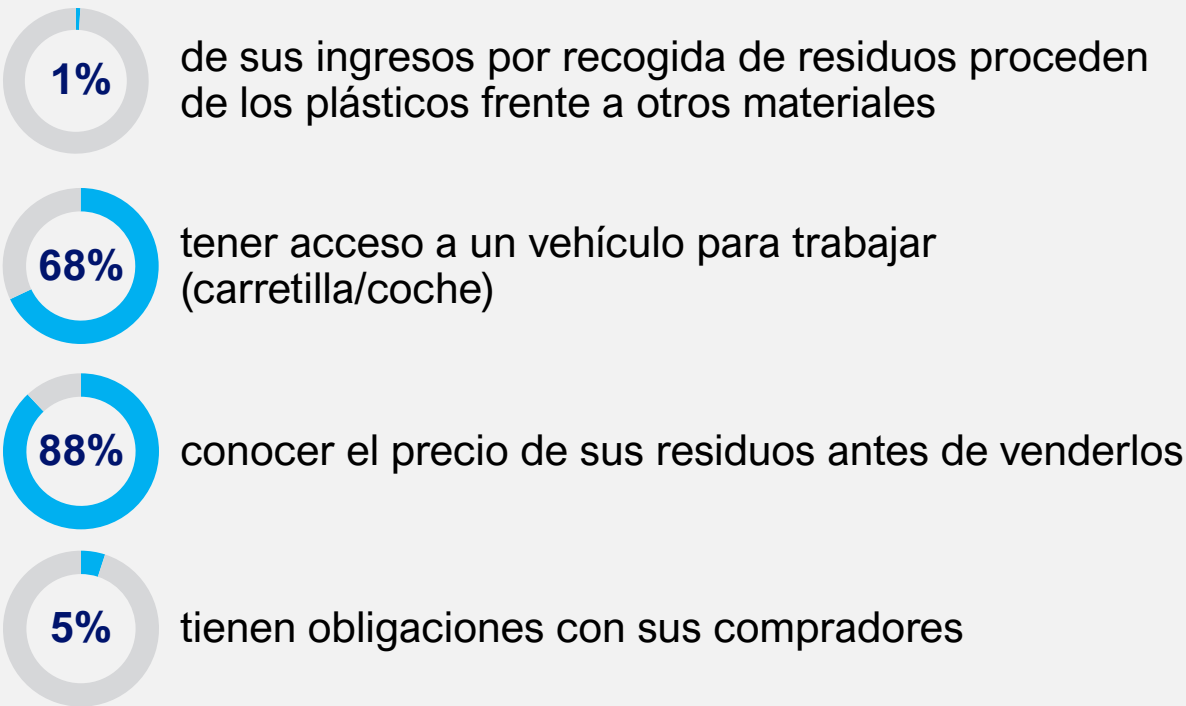 1%
de sus ingresos por recogida de residuos proceden
de los plásticos frente a otros materiales
68%
tener acceso a un vehículo para trabajar
(carretilla/coche)
88%
conocer el precio de sus residuos antes de venderlos
5%
tienen obligaciones con sus compradores